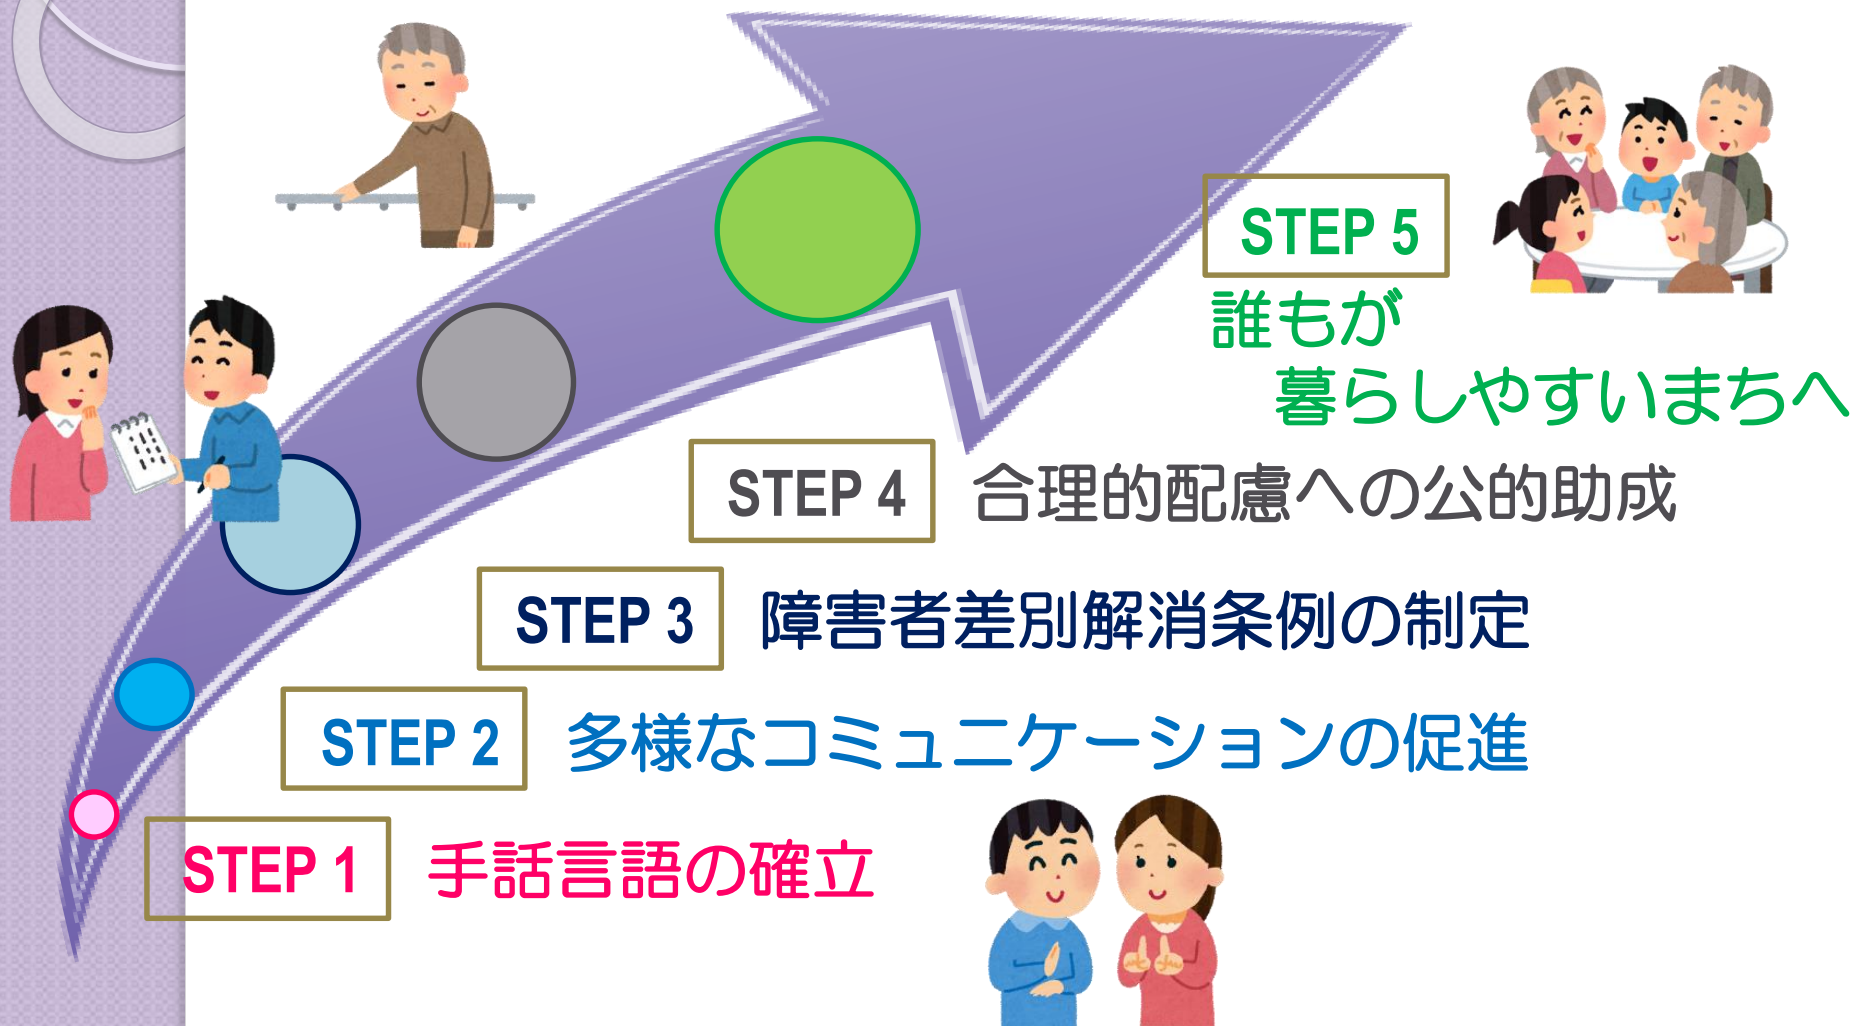 STEP 5
誰もが
暮らしやすいまちへ
STEP 4 合理的配慮への公的助成
STEP 3 障害者差別解消条例の制定
STEP 2 多様なコミュニケーションの促進
STEP 1 手話言語の確立